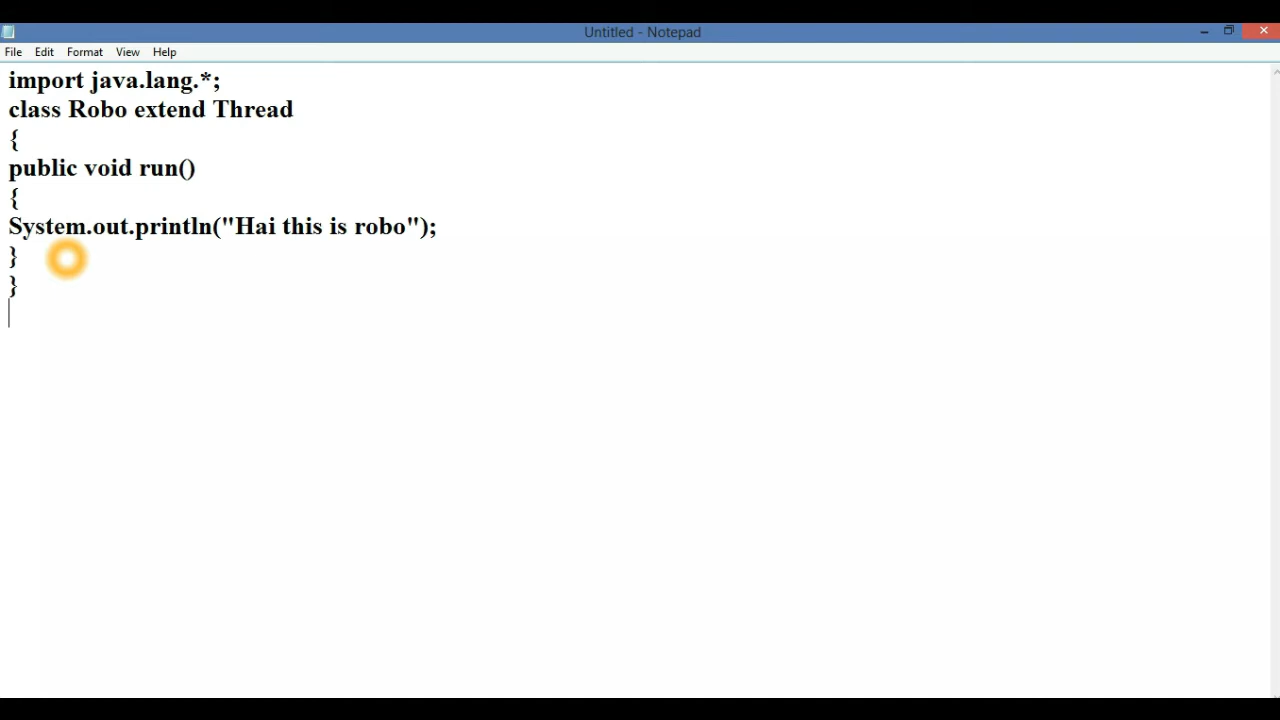 Untitled - Notepad
File Edit Format View Help
import java.lang.*;
class Robo extend Thread
{
public void run()
{
System.out.println("Hai this is robo");
}
}